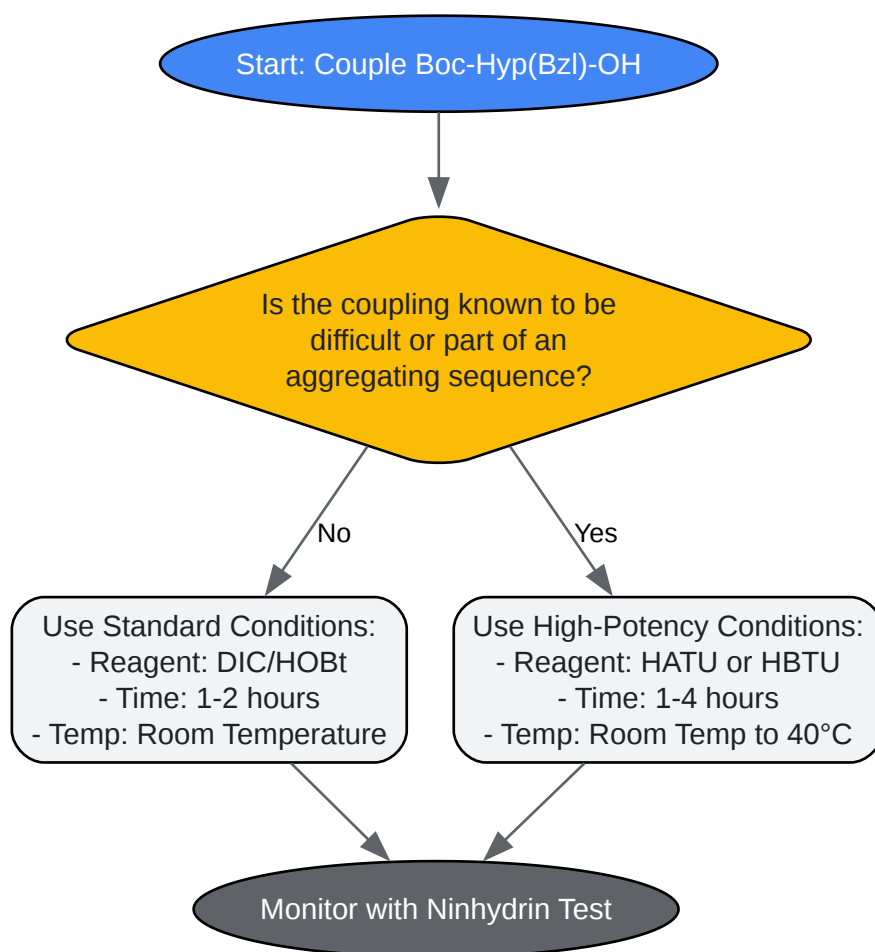 Start: Couple Boc-Hyp(Bzl)-OH
Is the coupling known to be
difficult or part of an
aggregating sequence?
No
Yes
Use Standard Conditions:
- Reagent: DIC/HOBt
- Time: 1-2 hours
- Temp: Room Temperature
Use High-Potency Conditions:
- Reagent: HATU or HBTU
- Time: 1-4 hours
- Temp: Room Temp to 40°C
Monitor with Ninhydrin Test